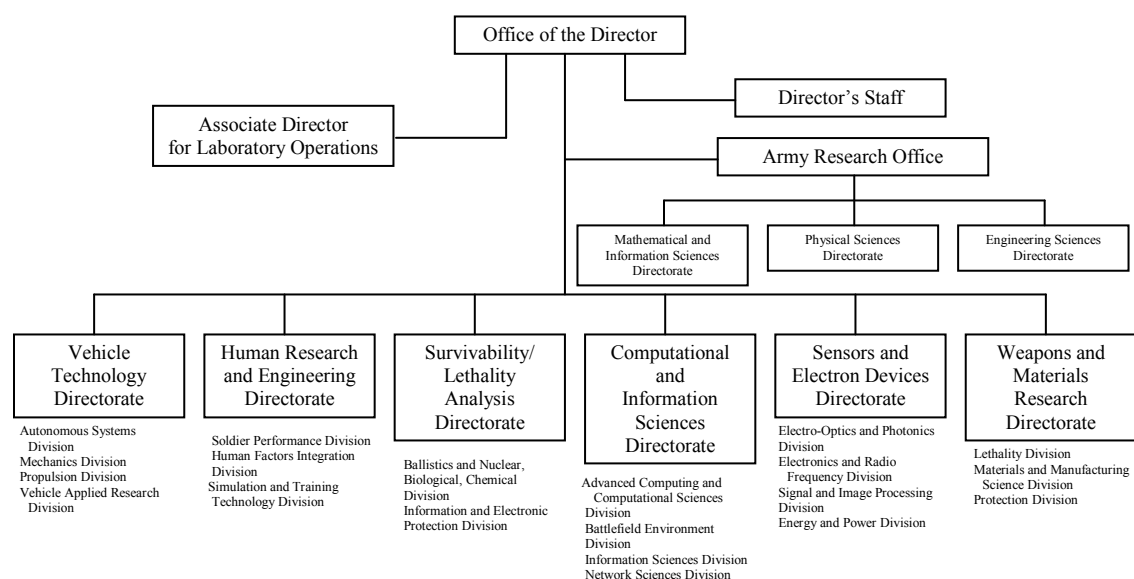 Office of the Director
Director's Staff
Associate Director
for Laboratory Operations
Army Research Office
Mathematical and
Information Sciences
Directorate
Physical Sciences
Directorate
Engineering Sciences
Directorate
Vehicle
Technology
Directorate
Autonomous Systems
Division
Mechanics Division
Propulsion Division
Vehicle Applied Research
Division
Human Research
and Engineering
Directorate
Soldier Performance Division
Human Factors Integration
Division
Simulation and Training
Technology Division
Survivability/
Lethality
Analysis
Directorate
Ballistics and Nuclear,
Biological, Chemical
Division
Information and Electronic
Protection Division
Computational
and
Information
Sciences
Directorate
Advanced Computing and
Computational Sciences
Division
Battlefield Environment
Division
Information Sciences Division
Network Sciences Division
Sensors and
Electron Devices
Directorate
Electro-Optics and Photonics
Division
Electronics and Radio
Frequency Division
Signal and Image Processing
Division
Energy and Power Division
Weapons and
Materials
Research
Directorate
Lethality Division
Materials and Manufacturing
Science Division
Protection Division